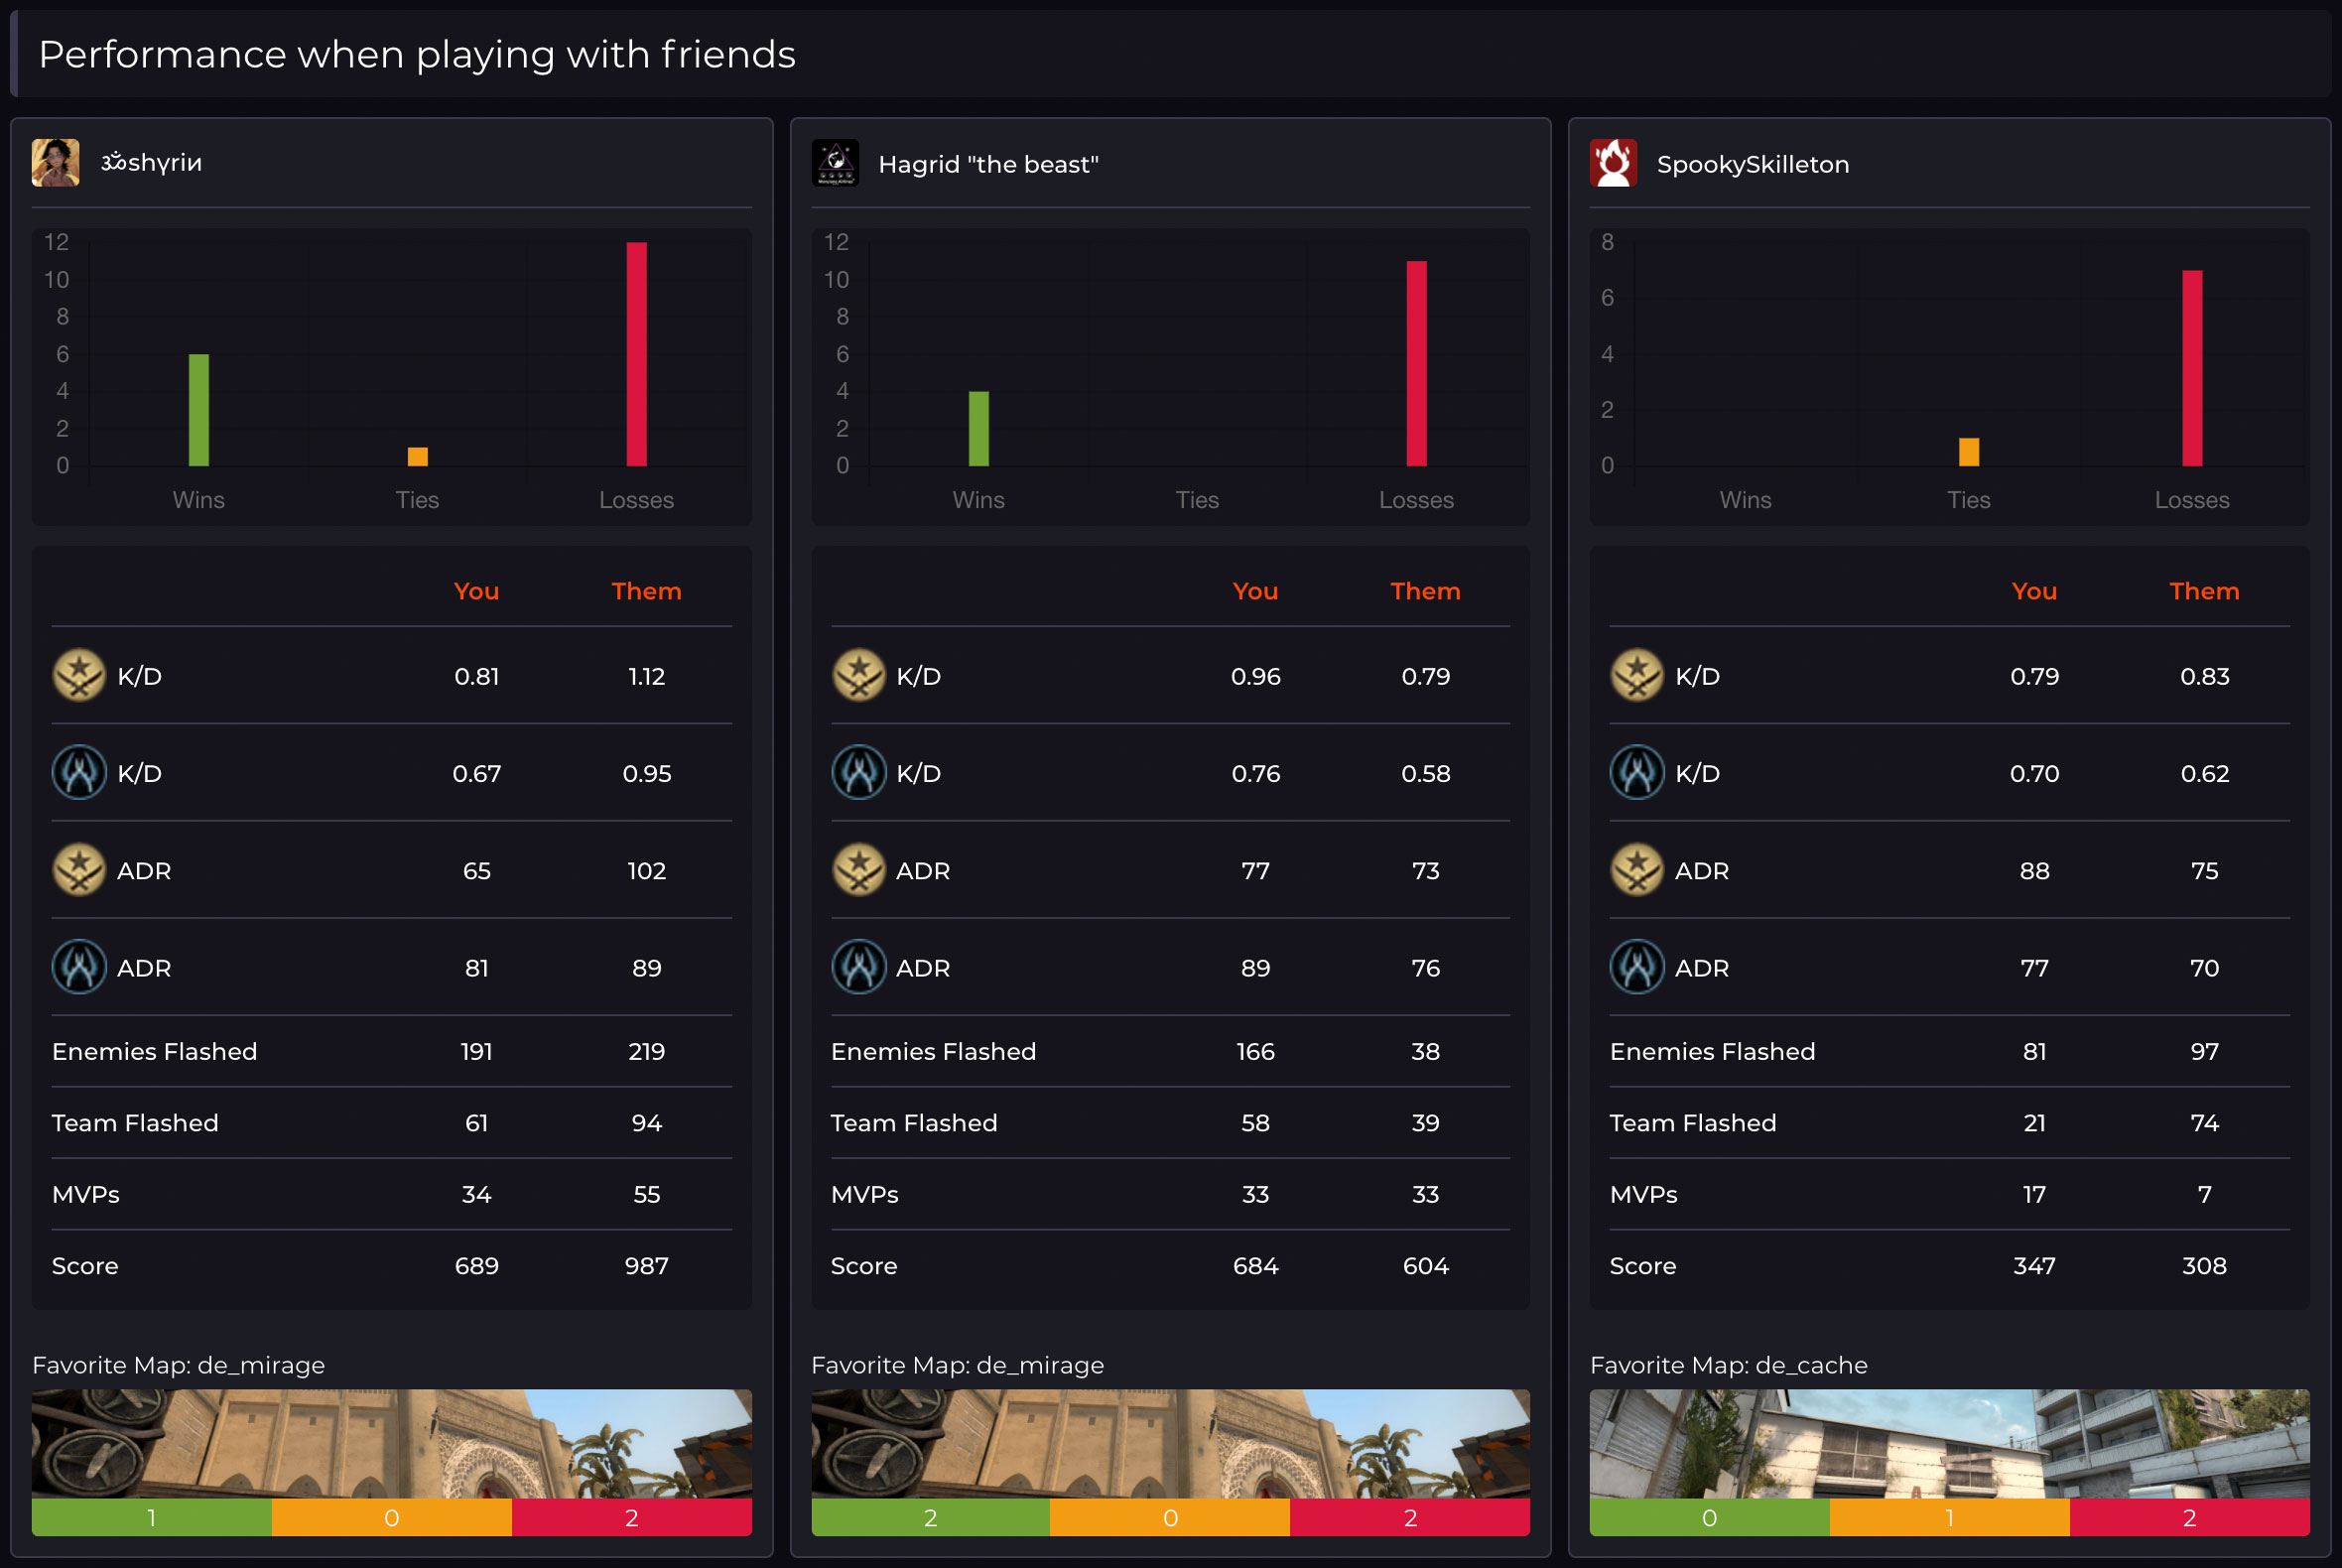 Performance when playing with friends
ॐshγriи
12
10
8
6
4
2
0
Wins Ties Losses
You Them
K/D 0.81 1.12
K/D 0.67 0.95
ADR 65 102
ADR 81 89
Enemies Flashed 191 219
Team Flashed 61 94
MVPs 34 55
Score 689 987
Favorite Map: de_mirage
1 0 2
Hagrid "the beast"
12
10
8
6
4
2
0
Wins Ties Losses
You Them
K/D 0.96 0.79
K/D 0.76 0.58
ADR 77 73
ADR 89 76
Enemies Flashed 166 38
Team Flashed 58 39
MVPs 33 33
Score 684 604
Favorite Map: de_mirage
2 0 2
SpookySkilleton
8
6
4
2
0
Wins Ties Losses
You Them
K/D 0.79 0.83
K/D 0.70 0.62
ADR 88 75
ADR 77 70
Enemies Flashed 81 97
Team Flashed 21 74
MVPs 17 7
Score 347 308
Favorite Map: de_cache
0 1 2